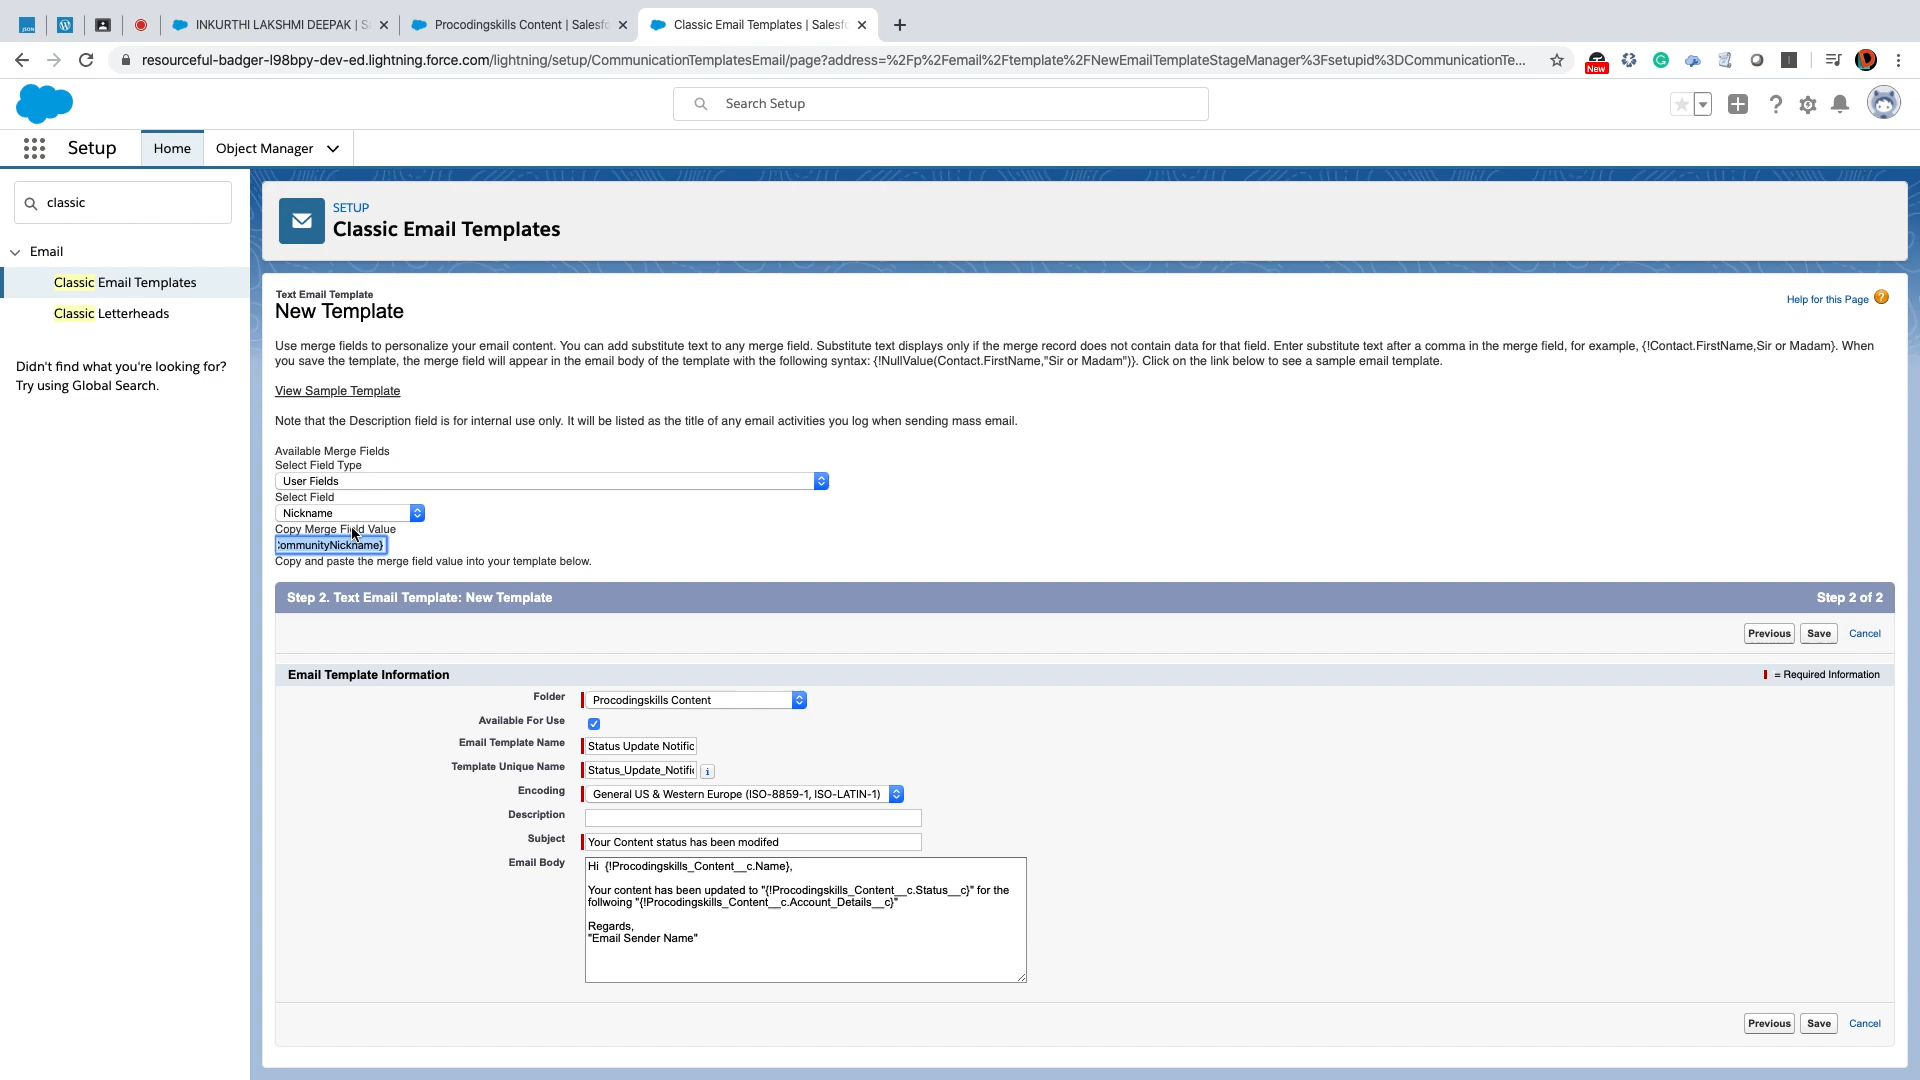 INKURTHI LAKSHMI DEEPAK | S
Procodingskills Content | Salesfo
Classic Email Templates | Salesfo
resourceful-badger-l98bpy-dev-ed.lightning.force.com/lightning/setup/CommunicationTemplatesEmail/page?address=%2Fp%2Femail%2Ftemplate%2FNewEmailTemplateStageManager%3Fsetupid%3DCommunicationTe...
New
Search Setup
Setup
Home
Object Manager
classic
Email
Classic Email Templates
Classic Letterheads
Didn't find what you're looking for?
Try using Global Search.
SETUP
Classic Email Templates
Text Email Template
New Template
Help for this Page
Use merge fields to personalize your email content. You can add substitute text to any merge field. Substitute text displays only if the merge record does not contain data for that field. Enter substitute text after a comma in the merge field, for example, {!Contact.FirstName,Sir or Madam}. When
you save the template, the merge field will appear in the email body of the template with the following syntax: {!NullValue(Contact.FirstName,"Sir or Madam")}. Click on the link below to see a sample email template.
View Sample Template
Note that the Description field is for internal use only. It will be listed as the title of any email activities you log when sending mass email.
Available Merge Fields
Select Field Type
User Fields
Select Field
Nickname
Copy Merge Field Value
CommunityNickname}
Copy and paste the merge field value into your template below.
Step 2. Text Email Template: New Template
Step 2 of 2
Previous
Save
Cancel
Email Template Information
= Required Information
Folder
Procodingskills Content
Available For Use
Email Template Name
Status Update Notific
Template Unique Name
Status_Update_Notific
Encoding
General US & Western Europe (ISO-8859-1, ISO-LATIN-1)
Description
Subject
Your Content status has been modifed
Email Body
Hi  {!Procodingskills_Content__c.Name},
Your content has been updated to "{!Procodingskills_Content__c.Status__c}" for the
follwoing "{!Procodingskills_Content__c.Account_Details__c}"
Regards,
"Email Sender Name"
Previous
Save
Cancel